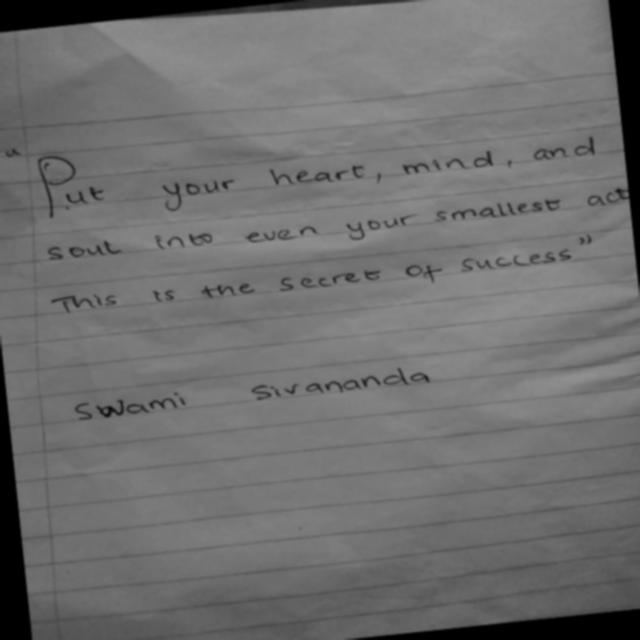 "Put your heart, mind, and
soul into even your smallest act
This is the secret of success"
swami sivananda